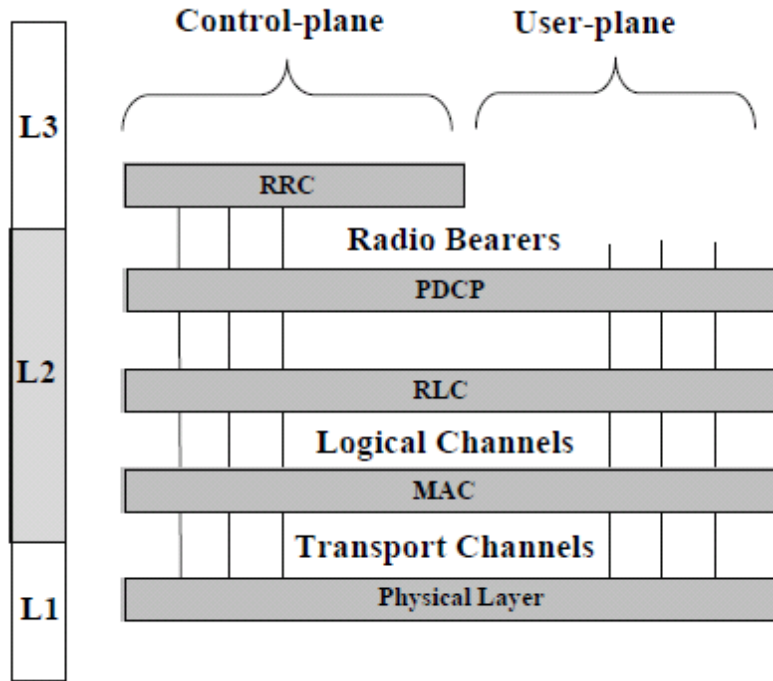 Control-plane
User-plane
L3
RRC
Radio Bearers
PDCP
L2
RLC
Logical Channels
MAC
Transport Channels
L1
Physical Layer